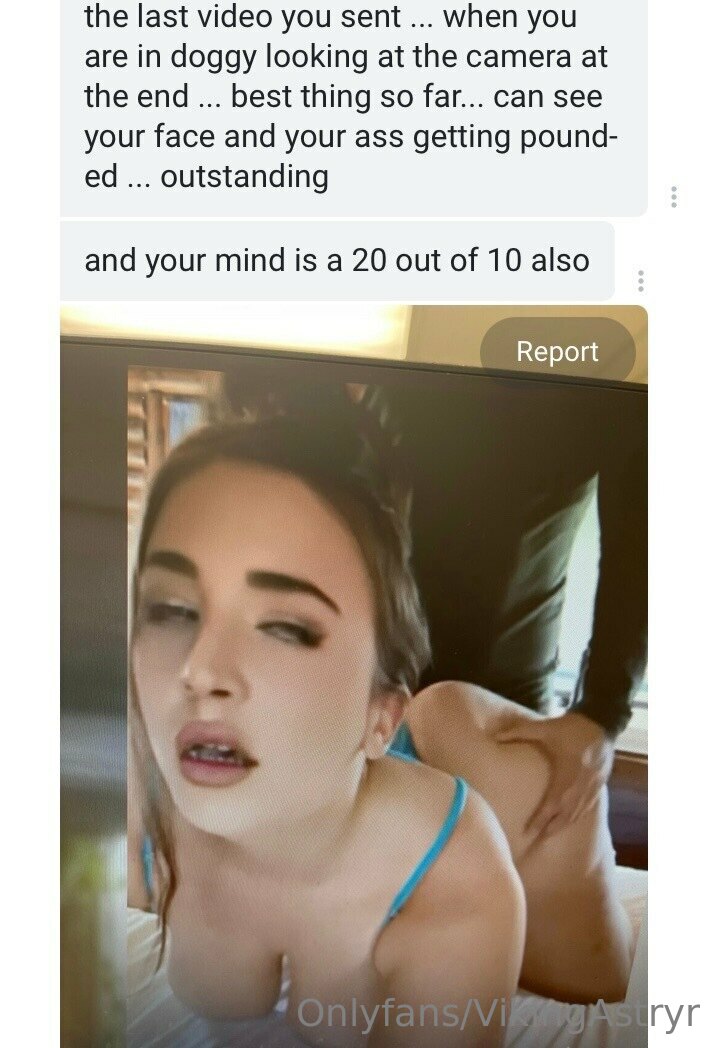 the last video you sent ... when you
are in doggy looking at the camera at
the end ... best thing so far... can see
your face and your ass getting pound-
ed ... outstanding
and your mind is a 20 out of 10 also
Report
Onlyfans/VikingAstryr